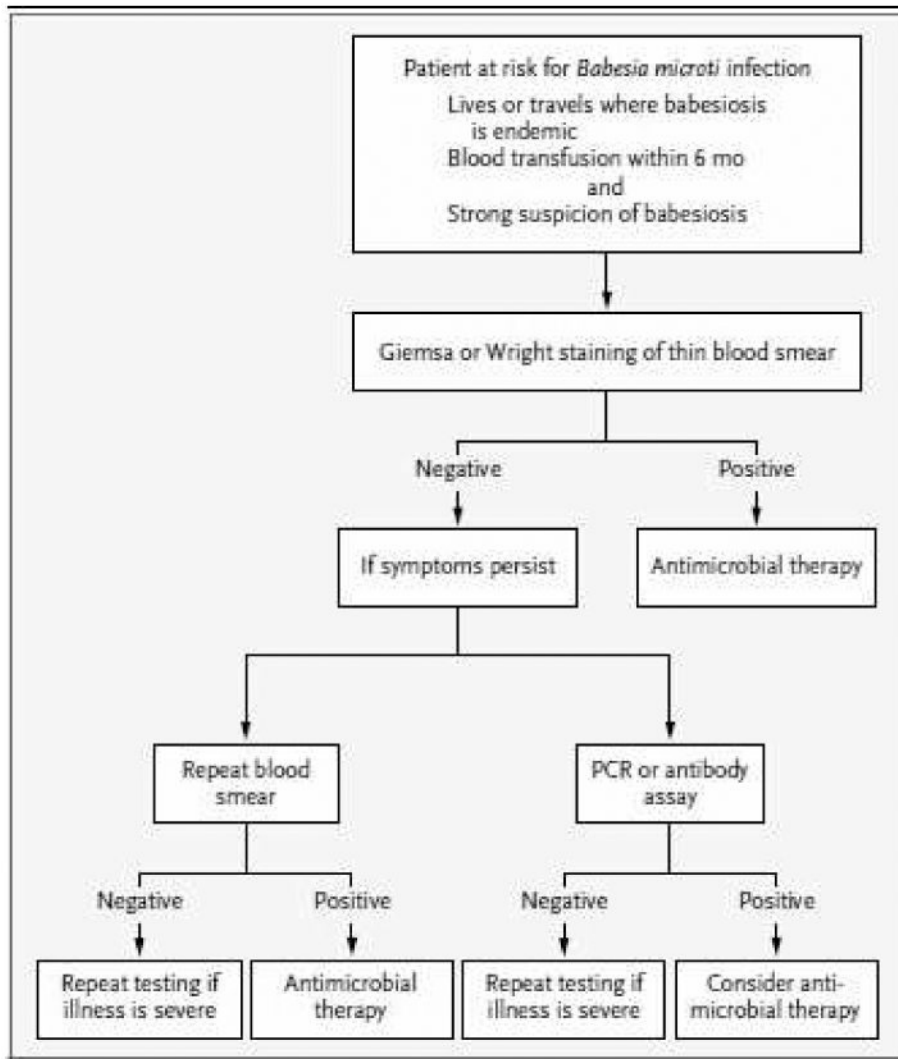 Patient at risk for Babesia microti infection
Lives or travels where babesiosis
is endemic
Blood transfusion within 6 mo
and
Strong suspicion of babesiosis
Giemsa or Wright staining of thin blood smear
Negative
Positive
If symptoms persist
Antimicrobial therapy
Repeat blood
smear
PCR or antibody
assay
Negative
Positive
Negative
Positive
Repeat testing if
illness is severe
Antimicrobial
therapy
Repeat testing if
illness is severe
Consider anti-
microbial therapy